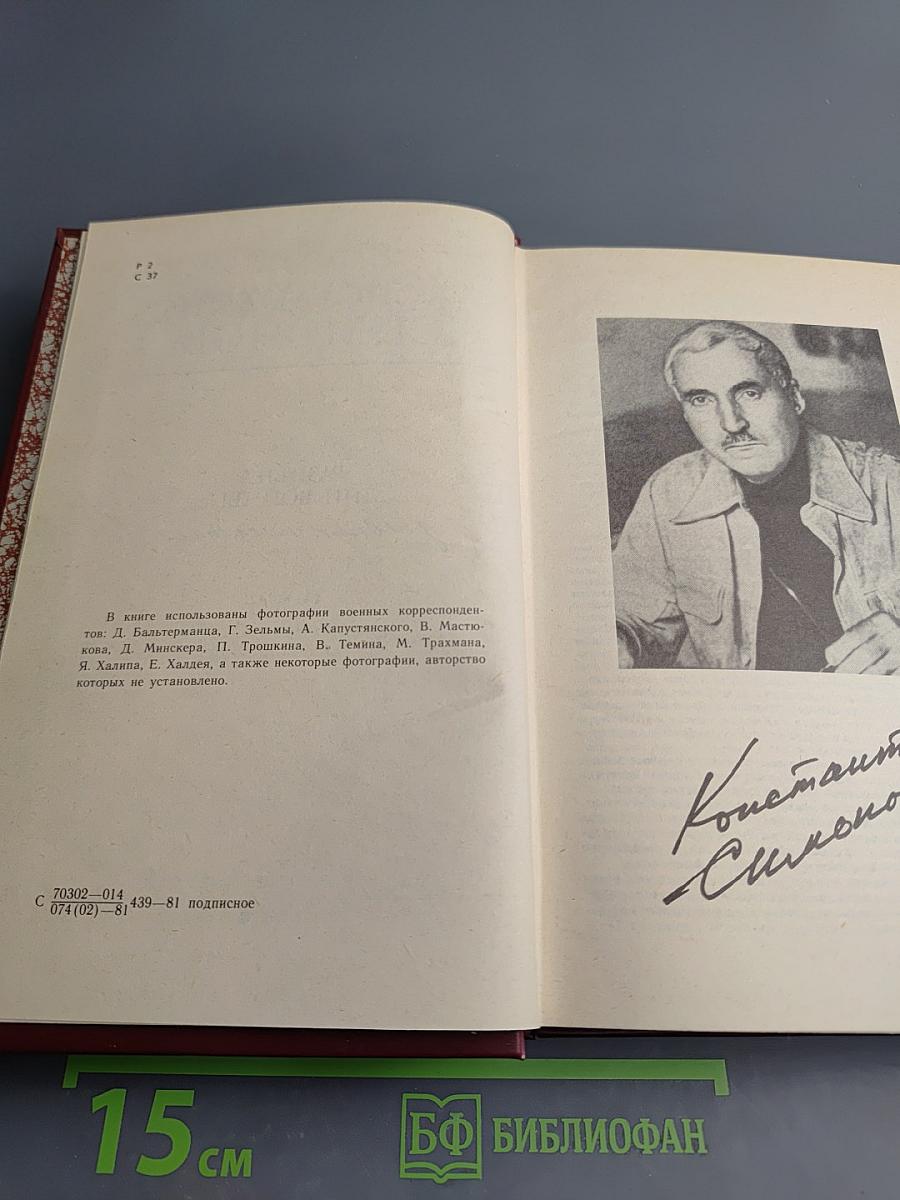 Р 2
С 37
В книге использованы фотографии военных корреспонден-
тов: Д. Бальтерманца, Г. Зельмы, А. Капустянского, В. Мастю-
кова, Д. Минскера, П. Трошкина, В. Темина, М. Трахмана,
Я. Халипа, Е. Халдея, а также некоторые фотографии, авторство
которых не установлено.
С 70302—014
074(02)—81 439—81 подписное
Констант
Симоно
15 см
БФ БИБЛИОФАН